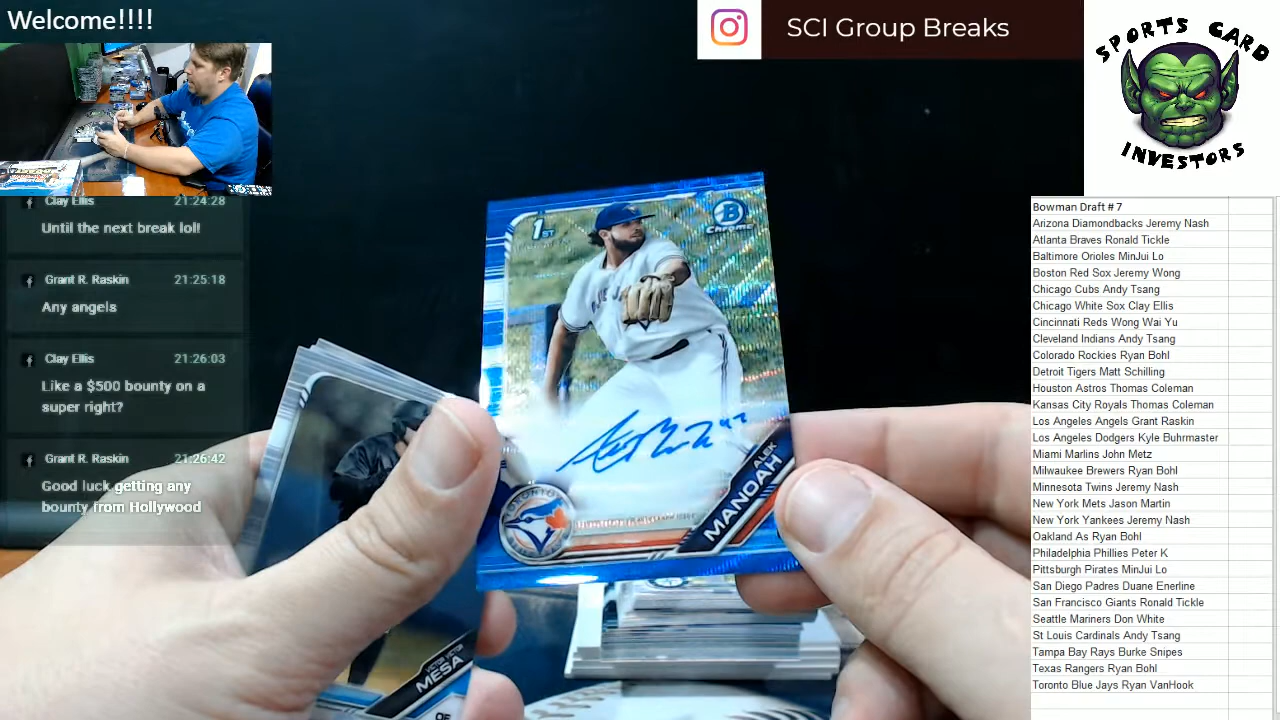 Welcome!!!!
SCI Group Breaks
SPORTS CARD
INVESTORS
Clay Ellis 21:24:28
Until the next break lol!
Grant R. Raskin 21:25:18
Any angels
Clay Ellis 21:26:03
Like a $500 bounty on a
super right?
Grant R. Raskin 21:26:42
Good luck getting any
bounty from Hollywood
1ST
B
Bowman
Chrome
ALEK
MANOAH
VICTOR VICTOR
MESA
OF
Bowman Draft # 7
Arizona Diamondbacks Jeremy Nash
Atlanta Braves Ronald Tickle
Baltimore Orioles MinJui Lo
Boston Red Sox Jeremy Wong
Chicago Cubs Andy Tsang
Chicago White Sox Clay Ellis
Cincinnati Reds Wong Wai Yu
Cleveland Indians Andy Tsang
Colorado Rockies Ryan Bohl
Detroit Tigers Matt Schilling
Houston Astros Thomas Coleman
Kansas City Royals Thomas Coleman
Los Angeles Angels Grant Raskin
Los Angeles Dodgers Kyle Buhrmaster
Miami Marlins John Metz
Milwaukee Brewers Ryan Bohl
Minnesota Twins Jeremy Nash
New York Mets Jason Martin
New York Yankees Jeremy Nash
Oakland As Ryan Bohl
Philadelphia Phillies Peter K
Pittsburgh Pirates MinJui Lo
San Diego Padres Duane Enerline
San Francisco Giants Ronald Tickle
Seattle Mariners Don White
St Louis Cardinals Andy Tsang
Tampa Bay Rays Burke Snipes
Texas Rangers Ryan Bohl
Toronto Blue Jays Ryan VanHook